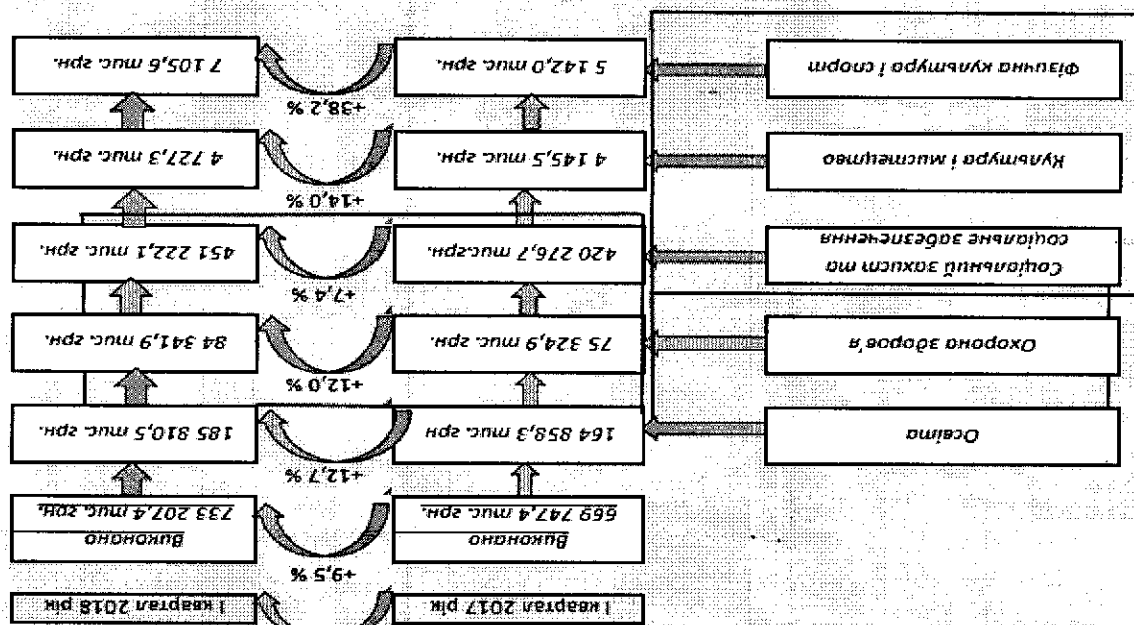 І квартал 2017 рік
І квартал 2018 рік
+9,5 %
Виконано
669 747,4 тис. грн.
Виконано
733 207,4 тис. грн.
+12,7 %
Освіта
164 858,3 тис. грн
185 810,5 тис. грн.
+12,0 %
Охорона здоров'я
75 324,9 тис. грн.
84 341,9 тис. грн.
+7,4 %
Соціальний захист та
соціальне забезпечення
420 276,7 тис.грн.
451 222,1 тис. грн.
+14,0 %
Культура і мистецтво
4 145,5 тис. грн.
4 727,3 тис. грн.
+38,2 %
Фізична культура і спорт
5 142,0 тис. грн.
7 105,6 тис. грн.